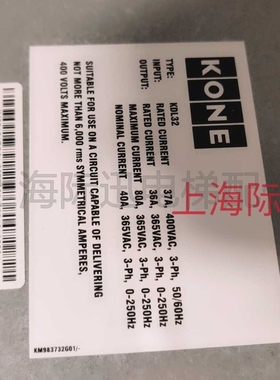 KONE
TYPE: KDL32
INPUT: RATED CURRENT 37A, 400VAC, 3-Ph, 50/60Hz
OUTPUT: RATED CURRENT 36A, 365VAC, 3-Ph, 0-250Hz
MAXIMUM CURRENT 80A, 365VAC, 3-Ph, 0-250Hz
NOMINAL CURRENT 40A, 365VAC, 3-Ph, 0-250Hz
SUITABLE FOR USE ON A CIRCUIT CAPABLE OF DELIVERING
NOT MORE THAN 6,000 rms SYMMETRICAL AMPERES,
400 VOLTS MAXIMUM.
KM983732G01/-
上海际